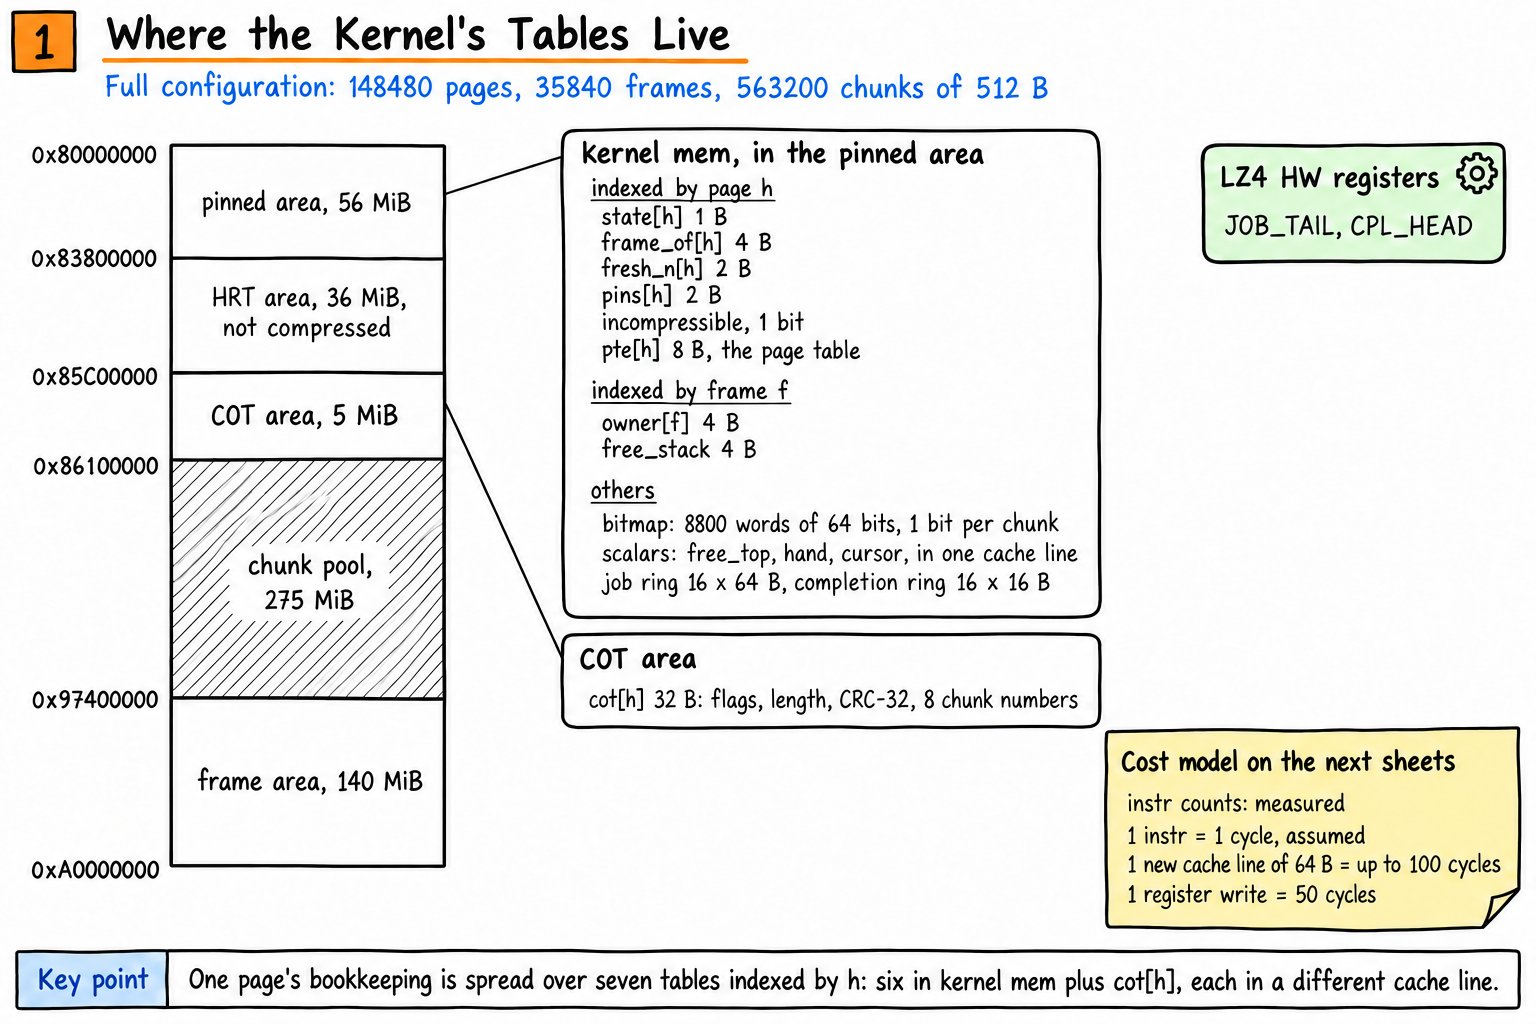 1
Where the Kernel's Tables Live
Full configuration: 148480 pages, 35840 frames, 563200 chunks of 512 B
0x80000000
pinned area, 56 MiB
0x83800000
HRT area, 36 MiB,
not compressed
0x85C00000
COT area, 5 MiB
0x86100000
chunk pool,
275 MiB
0x97400000
frame area, 140 MiB
0xA0000000
Kernel mem, in the pinned area
indexed by page h
state[h] 1 B
frame_of[h] 4 B
fresh_n[h] 2 B
pins[h] 2 B
incompressible, 1 bit
pte[h] 8 B, the page table
indexed by frame f
owner[f] 4 B
free_stack 4 B
others
bitmap: 8800 words of 64 bits, 1 bit per chunk
scalars: free_top, hand, cursor, in one cache line
job ring 16 x 64 B, completion ring 16 x 16 B
COT area
cot[h] 32 B: flags, length, CRC-32, 8 chunk numbers
LZ4 HW registers
JOB_TAIL, CPL_HEAD
Cost model on the next sheets
instr counts: measured
1 instr = 1 cycle, assumed
1 new cache line of 64 B = up to 100 cycles
1 register write = 50 cycles
Key point
One page's bookkeeping is spread over seven tables indexed by h: six in kernel mem plus cot[h], each in a different cache line.